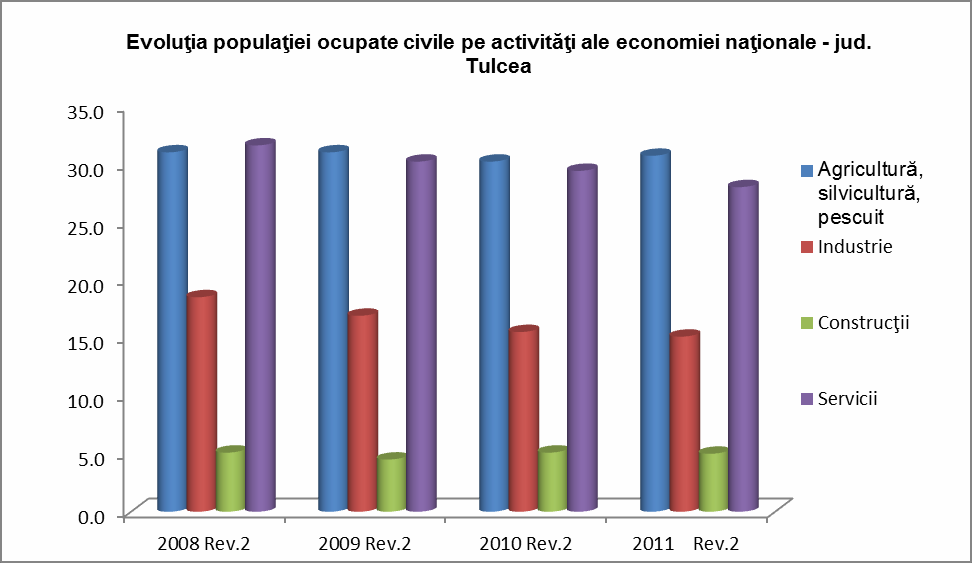 Evoluţia populaţiei ocupate civile pe activităţi ale economiei naţionale - jud.
Tulcea
35.0
30.0
25.0
20.0
15.0
10.0
5.0
0.0
2008 Rev.2
2009 Rev.2
2010 Rev.2
2011 Rev.2
Agricultură,
silvicultură,
pescuit
Industrie
Construcţii
Servicii